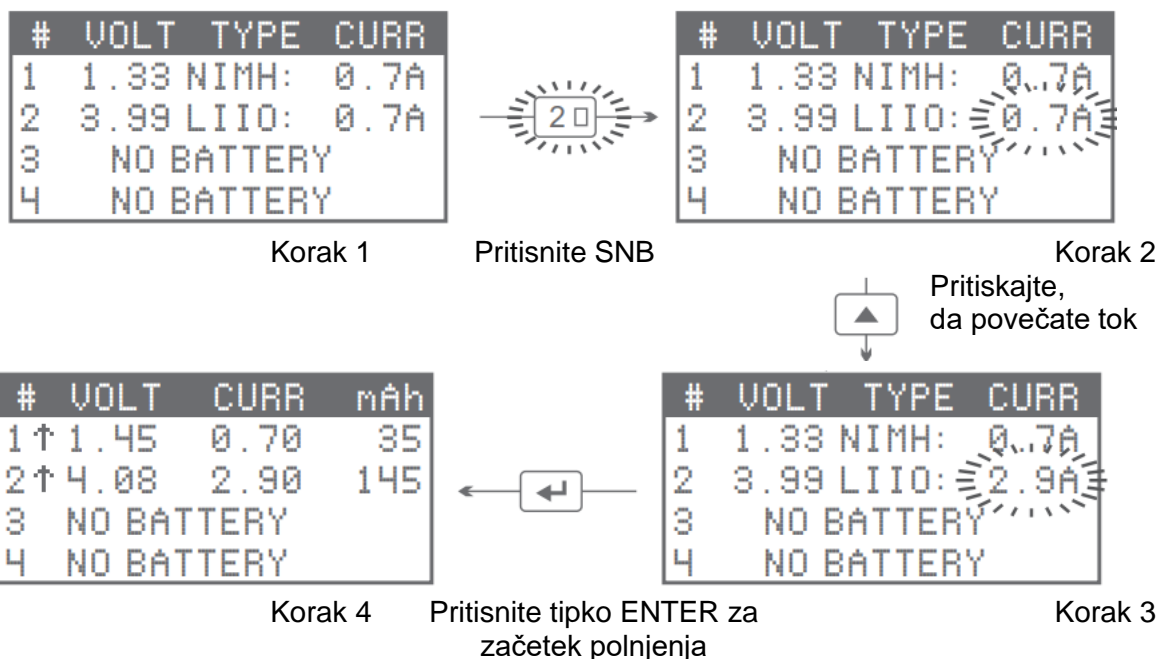 # VOLT TYPE CURR
1 1.33 NIMH: 0.7A
2 3.99 LIIO: 0.7A
3 NO BATTERY
4 NO BATTERY
Korak 1
2
Pritisnite SNB
# VOLT TYPE CURR
1 1.33 NIMH: 0.7A
2 3.99 LIIO: 0.7A
3 NO BATTERY
4 NO BATTERY
Korak 2
Pritiskajte,
da povečate tok
# VOLT TYPE CURR
1 1.33 NIMH: 0.7A
2 3.99 LIIO: 2.9A
3 NO BATTERY
4 NO BATTERY
Korak 3
Pritisnite tipko ENTER za
začetek polnjenja
# VOLT CURR mAh
1↑ 1.45 0.70 35
2↑ 4.08 2.90 145
3 NO BATTERY
4 NO BATTERY
Korak 4